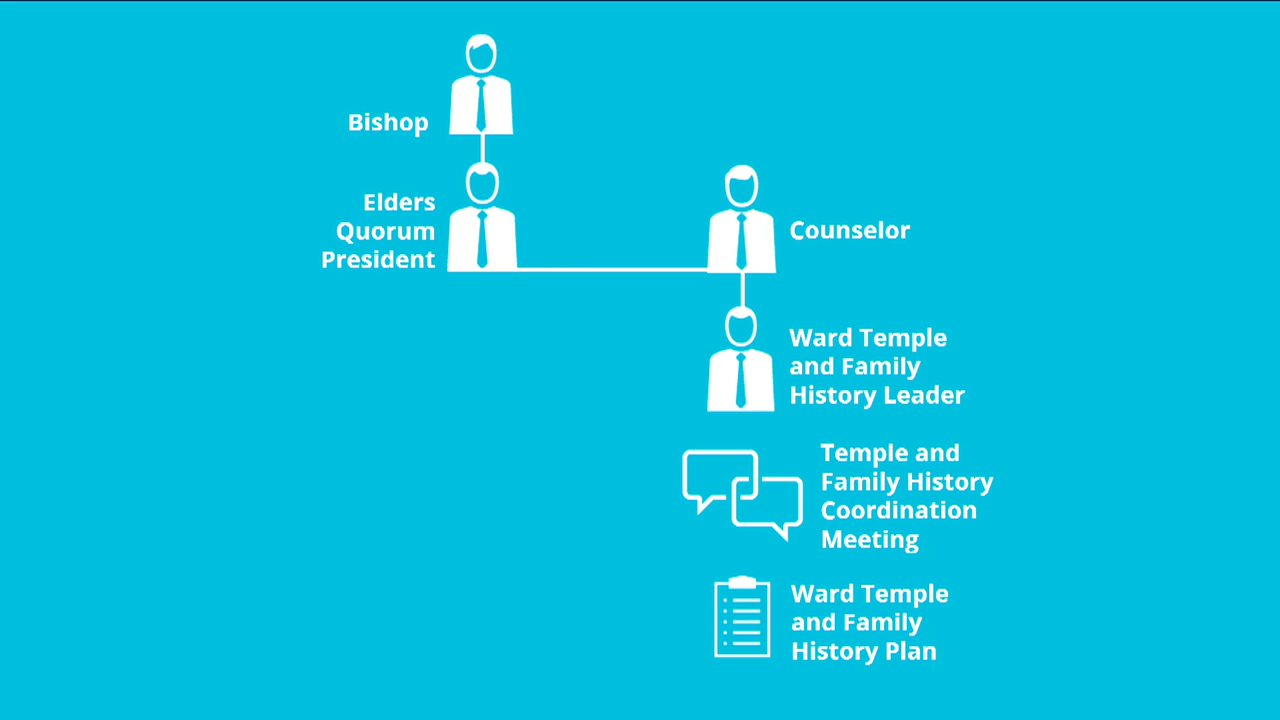 Bishop
Elders
Quorum
President
Counselor
Ward Temple
and Family
History Leader
Temple and
Family History
Coordination
Meeting
Ward Temple
and Family
History Plan